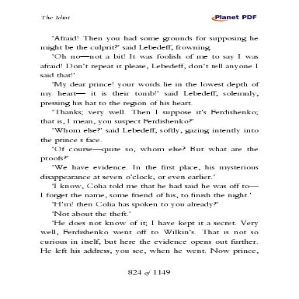 The Idiot
Planet PDF
'Afraid! Then you had some grounds for supposing he
might be the culprit?' said Lebedeff, frowning.
'Oh no—not a bit! It was foolish of me to say I was
afraid! Don't repeat it please, Lebedeff, don't tell anyone I
said that!'
'My dear prince! your words lie in the lowest depth of
my heart— it is their tomb!' said Lebedeff, solemnly,
pressing his hat to the region of his heart.
'Thanks; very well. Then I suppose it's Ferdishenko;
that is, I mean, you suspect Ferdishenko?'
'Whom else?' said Lebedeff, softly, gazing intently into
the prince s face.
'Of course—quite so, whom else? But what are the
proofs?'
'We have evidence. In the first place, his mysterious
disappearance at seven o'clock, or even earlier.'
'I know, Colia told me that he had said he was off to—
I forget the name, some friend of his, to finish the night.'
'H'm! then Colia has spoken to you already?'
'Not about the theft.'
'He does not know of it; I have kept it a secret. Very
well, Ferdishenko went off to Wilkin's. That is not so
curious in itself, but here the evidence opens out further.
He left his address, you see, when he went. Now prince,
824 of 1149